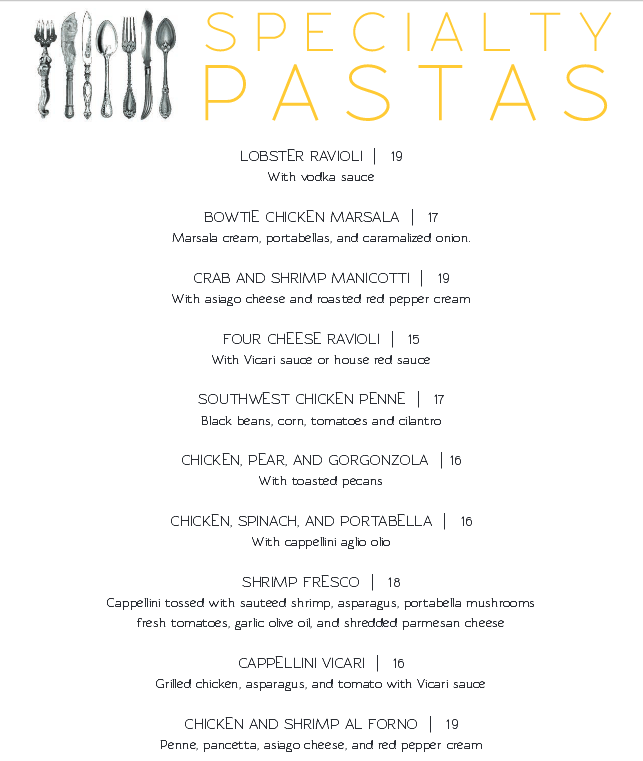 SPECIALTY
PASTAS
LOBSTER RAVIOLI | 19
With vodka sauce
BOWTIE CHICKEN MARSALA | 17
Marsala cream, portabellas, and caramalized onion.
CRAB AND SHRIMP MANICOTTI | 19
With asiago cheese and roasted red pepper cream
FOUR CHEESE RAVIOLI | 15
With Vicari sauce or house red sauce
SOUTHWEST CHICKEN PENNE | 17
Black beans, corn, tomatoes and cilantro
CHICKEN, PEAR, AND GORGONZOLA | 16
With toasted pecans
CHICKEN, SPINACH, AND PORTABELLA | 16
With cappellini aglio olio
SHRIMP FRESCO | 18
Cappellini tossed with sauteed shrimp, asparagus, portabella mushrooms
fresh tomatoes, garlic olive oil, and shredded parmesan cheese
CAPPELLINI VICARI | 16
Grilled chicken, asparagus, and tomato with Vicari sauce
CHICKEN AND SHRIMP AL FORNO | 19
Penne, pancetta, asiago cheese, and red pepper cream